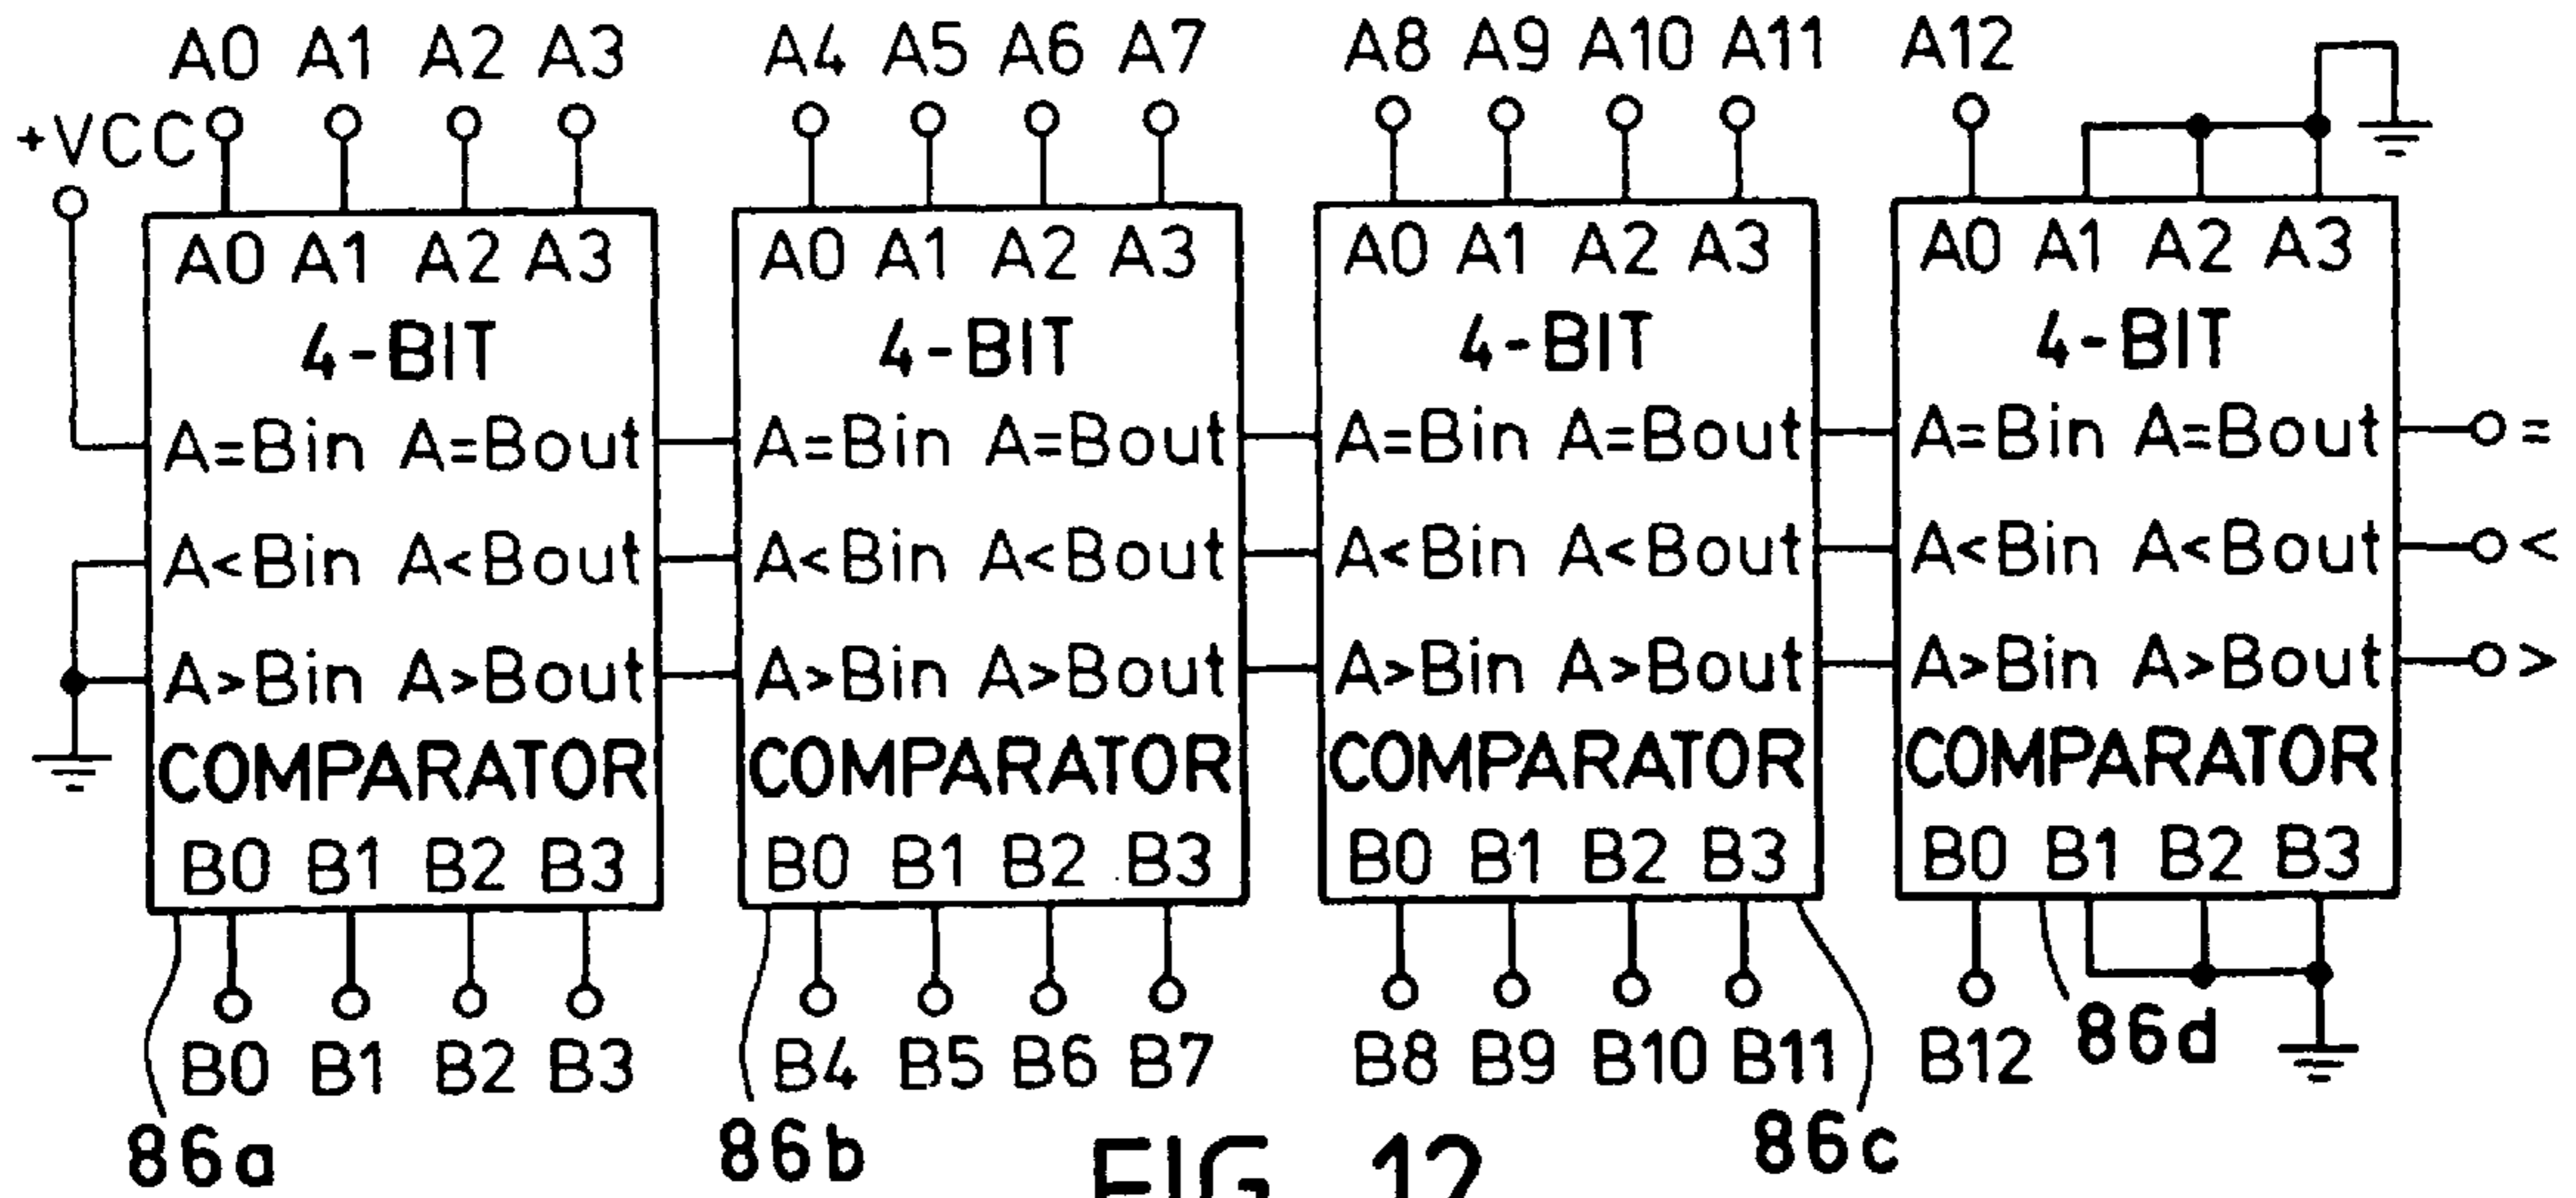 A0 A1 A2 A3 A4 A5 A6 A7 A8 A9 A10 A11 A12
+VCC
A0 A1 A2 A3 A0 A1 A2 A3 A0 A1 A2 A3 A0 A1 A2 A3
4-BIT 4-BIT 4-BIT 4-BIT
A=Bin A=Bout A=Bin A=Bout A=Bin A=Bout A=Bin A=Bout =
A<Bin A<Bout A<Bin A<Bout A<Bin A<Bout A<Bin A<Bout <
A>Bin A>Bout A>Bin A>Bout A>Bin A>Bout A>Bin A>Bout >
COMPARATOR COMPARATOR COMPARATOR COMPARATOR
B0 B1 B2 B3 B0 B1 B2 B3 B0 B1 B2 B3 B0 B1 B2 B3
B0 B1 B2 B3 B4 B5 B6 B7 B8 B9 B10 B11 B12 86d
86a 86b 86c
FIG. 12